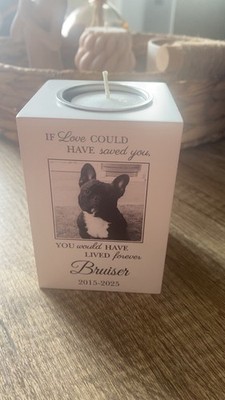 IF Love COULD
HAVE saved you,
YOU would HAVE
LIVED forever
Bruiser
2015-2025